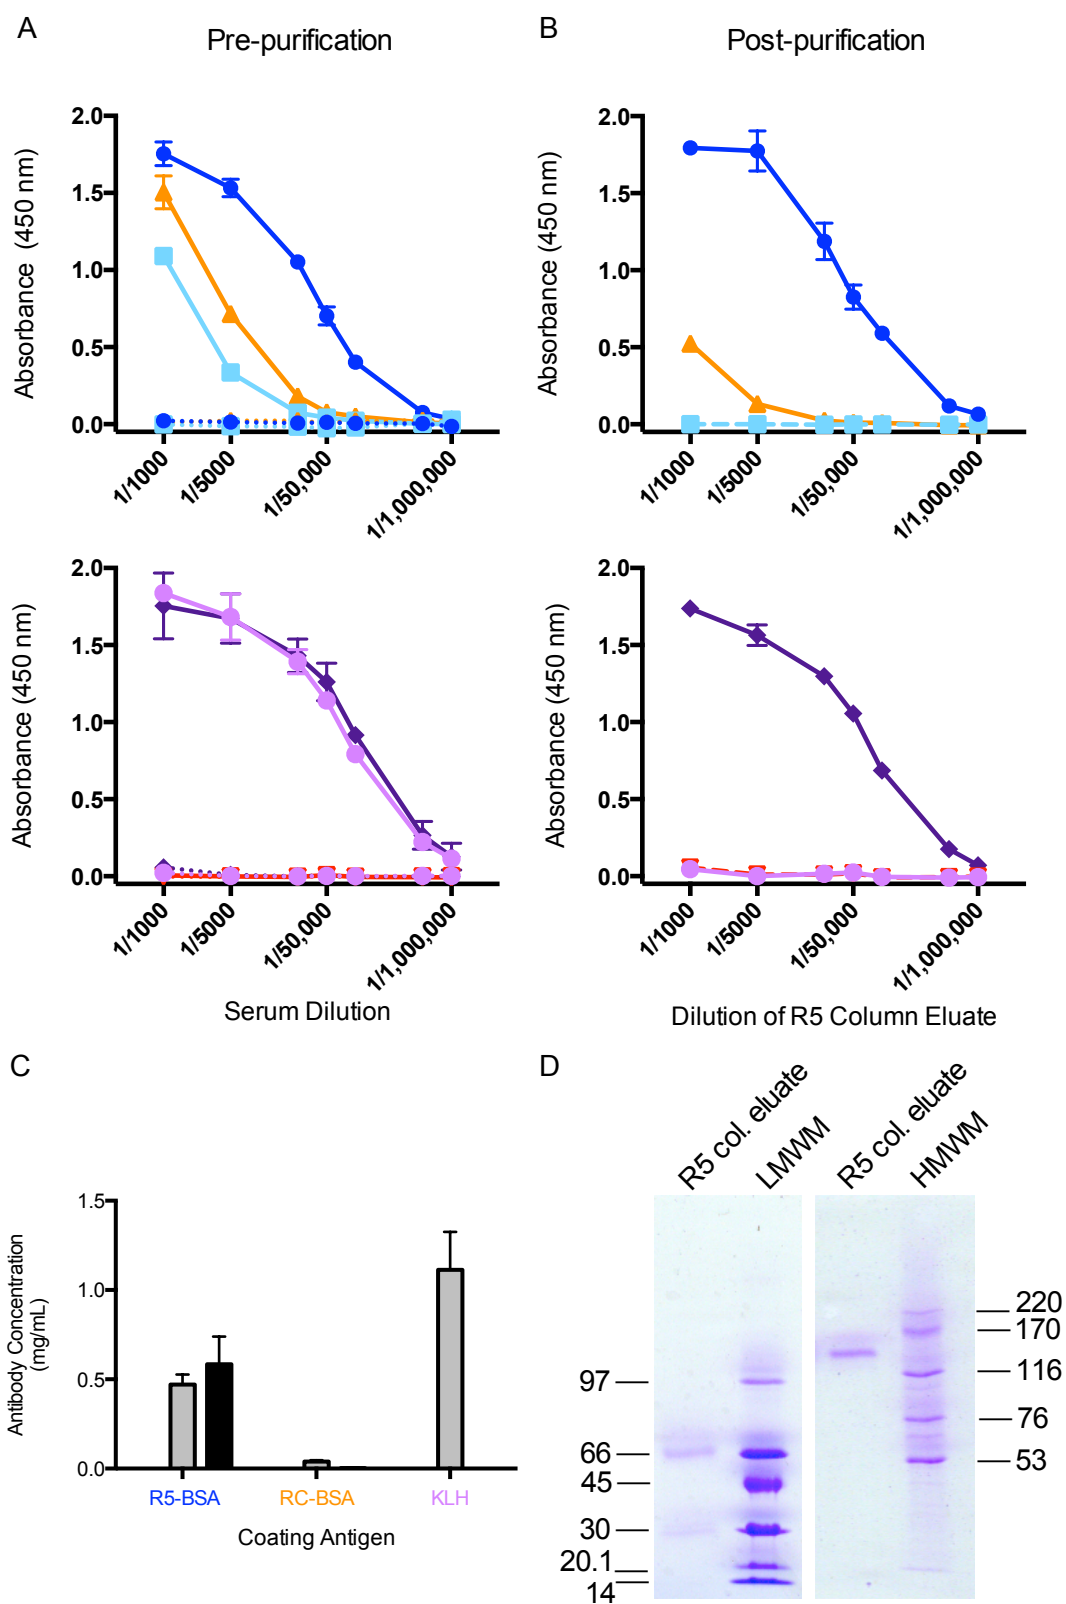 A
Pre-purification
B
Post-purification
Absorbance (450 nm)
2.0
1.5
1.0
0.5
0.0
1/1000
1/5000
1/50,000
1/1,000,000
Absorbance (450 nm)
2.0
1.5
1.0
0.5
0.0
1/1000
1/5000
1/50,000
1/1,000,000
Absorbance (450 nm)
2.0
1.5
1.0
0.5
0.0
1/1000
1/5000
1/50,000
1/1,000,000
Serum Dilution
Absorbance (450 nm)
2.0
1.5
1.0
0.5
0.0
1/1000
1/5000
1/50,000
1/1,000,000
Dilution of R5 Column Eluate
C
Antibody Concentration
(mg/mL)
1.5
1.0
0.5
0.0
R5-BSA
RC-BSA
KLH
Coating Antigen
D
R5 col. eluate
LMWM
R5 col. eluate
HMWM
97
66
45
30
20.1
14
220
170
116
76
53